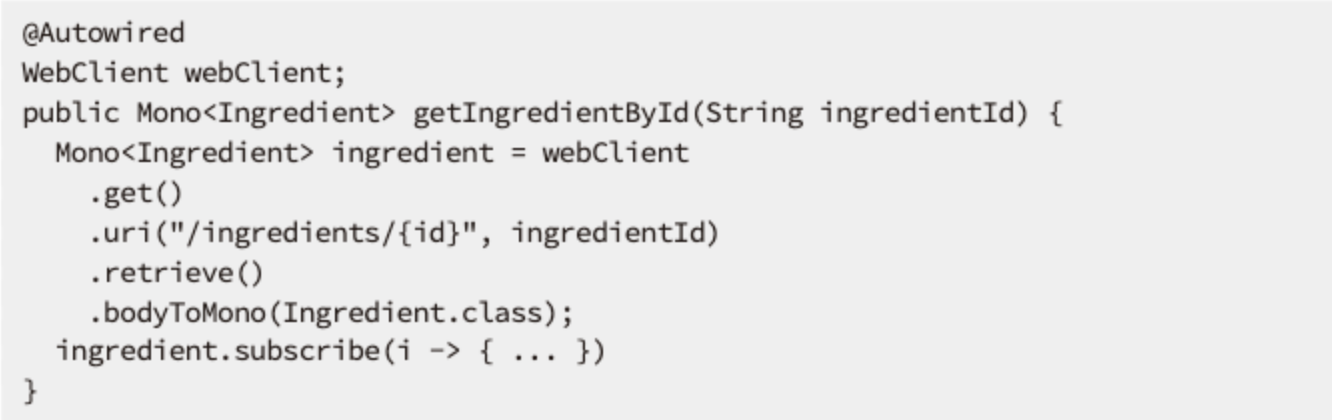 @Autowired
WebClient webClient;
public Mono<Ingredient> getIngredientById(String ingredientId) {
  Mono<Ingredient> ingredient = webClient
    .get()
    .uri("/ingredients/{id}", ingredientId)
    .retrieve()
    .bodyToMono(Ingredient.class);
  ingredient.subscribe(i -> { ... })
}